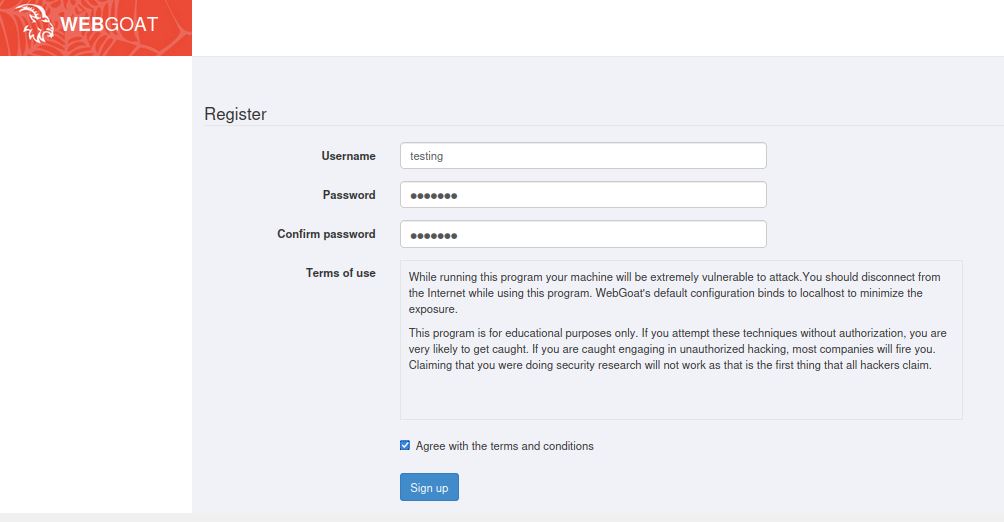 WEBGOAT
Register
Username
testing
Password
●●●●●●●
Confirm password
●●●●●●●
Terms of use
While running this program your machine will be extremely vulnerable to attack.You should disconnect from
the Internet while using this program. WebGoat's default configuration binds to localhost to minimize the
exposure.
This program is for educational purposes only. If you attempt these techniques without authorization, you are
very likely to get caught. If you are caught engaging in unauthorized hacking, most companies will fire you.
Claiming that you were doing security research will not work as that is the first thing that all hackers claim.
Agree with the terms and conditions
Sign up